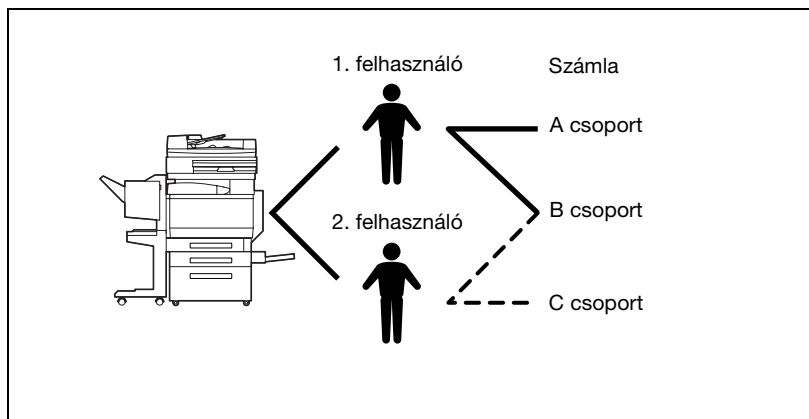 1. felhasználó
Számla
A csoport
B csoport
2. felhasználó
C csoport